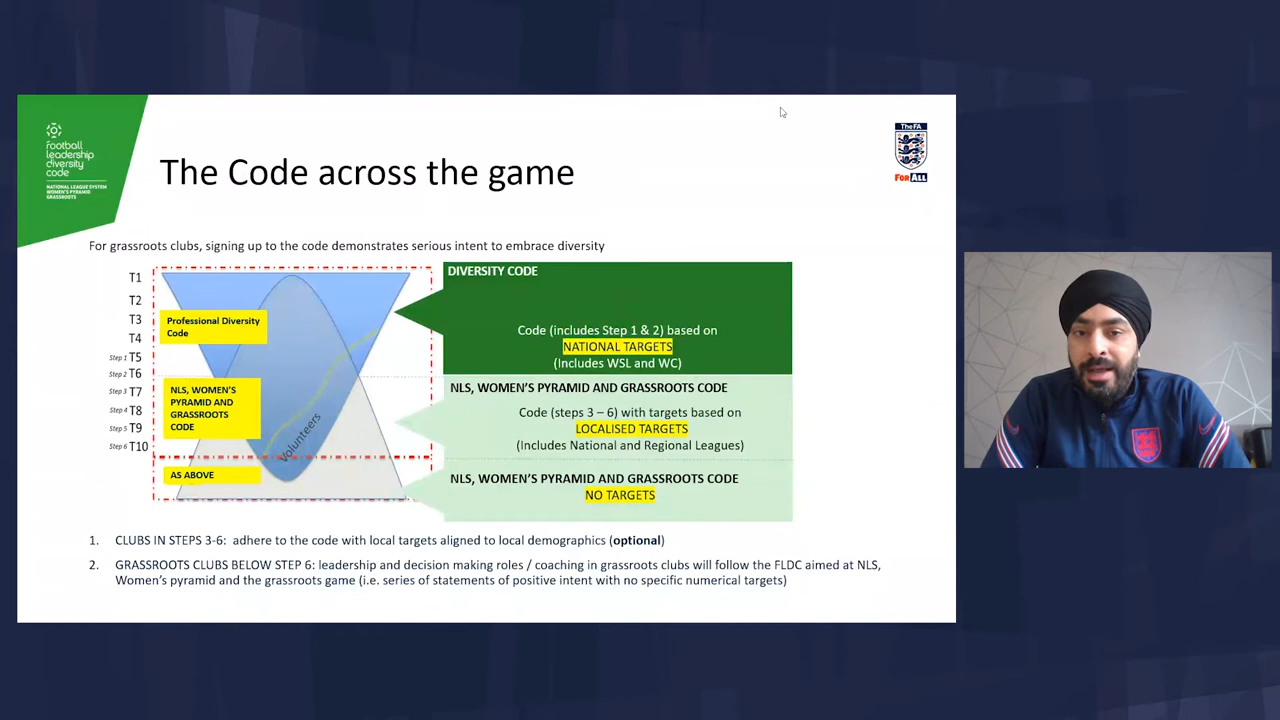 football
leadership
diversity
code
NATIONAL LEAGUE SYSTEM
WOMEN'S PYRAMID
GRASSROOTS
The Code across the game
The FA
FOR ALL
For grassroots clubs, signing up to the code demonstrates serious intent to embrace diversity
T1
T2
T3
T4
Step 1 T5
Step 2 T6
Step 3 T7
Step 4 T8
Step 5 T9
Step 6 T10
Professional Diversity
Code
NLS, WOMEN'S
PYRAMID AND
GRASSROOTS
CODE
AS ABOVE
Volunteers
DIVERSITY CODE
Code (includes Step 1 & 2) based on
NATIONAL TARGETS
(Includes WSL and WC)
NLS, WOMEN'S PYRAMID AND GRASSROOTS CODE
Code (steps 3 – 6) with targets based on
LOCALISED TARGETS
(Includes National and Regional Leagues)
NLS, WOMEN'S PYRAMID AND GRASSROOTS CODE
NO TARGETS
1. CLUBS IN STEPS 3-6: adhere to the code with local targets aligned to local demographics (optional)
2. GRASSROOTS CLUBS BELOW STEP 6: leadership and decision making roles / coaching in grassroots clubs will follow the FLDC aimed at NLS,
Women's pyramid and the grassroots game (i.e. series of statements of positive intent with no specific numerical targets)